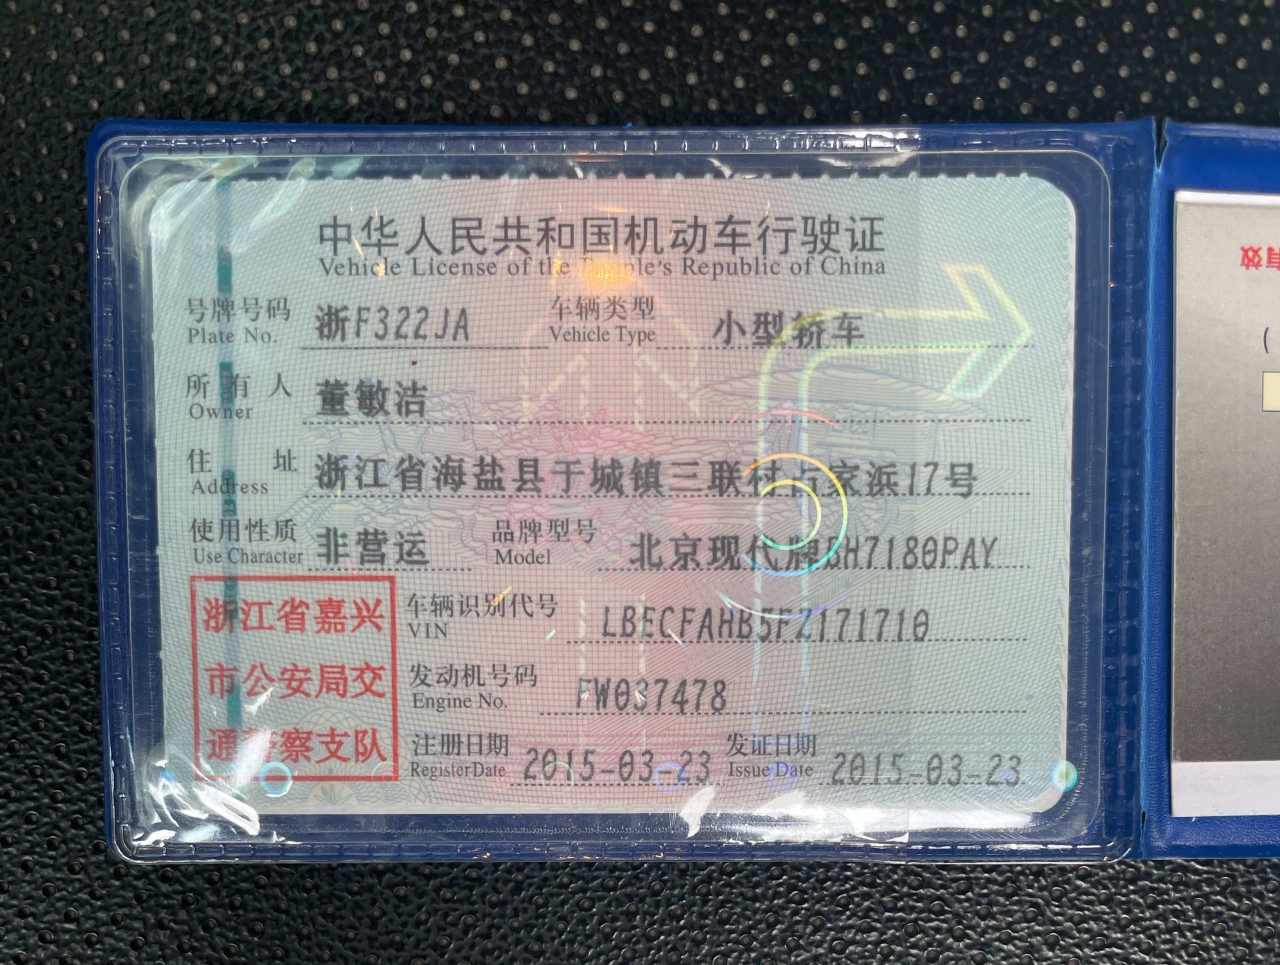 中华人民共和国机动车行驶证
Vehicle License of the People's Republic of China
号牌号码 浙F322JA 车辆类型 小型轿车
Plate No. Vehicle Type
所有人 董敏洁
Owner
住址 浙江省海盐县于城镇三联村占家浜17号
Address
使用性质 非营运 品牌型号 北京现代牌BH7180PAY
Use Character Model
浙江省嘉兴
市公安局交
通警察支队
车辆识别代号 LBECFAHB5FZ171710
VIN
发动机号码 FW037478
Engine No.
注册日期 2015-03-23 发证日期 2015-03-23
Register Date Issue Date
有效